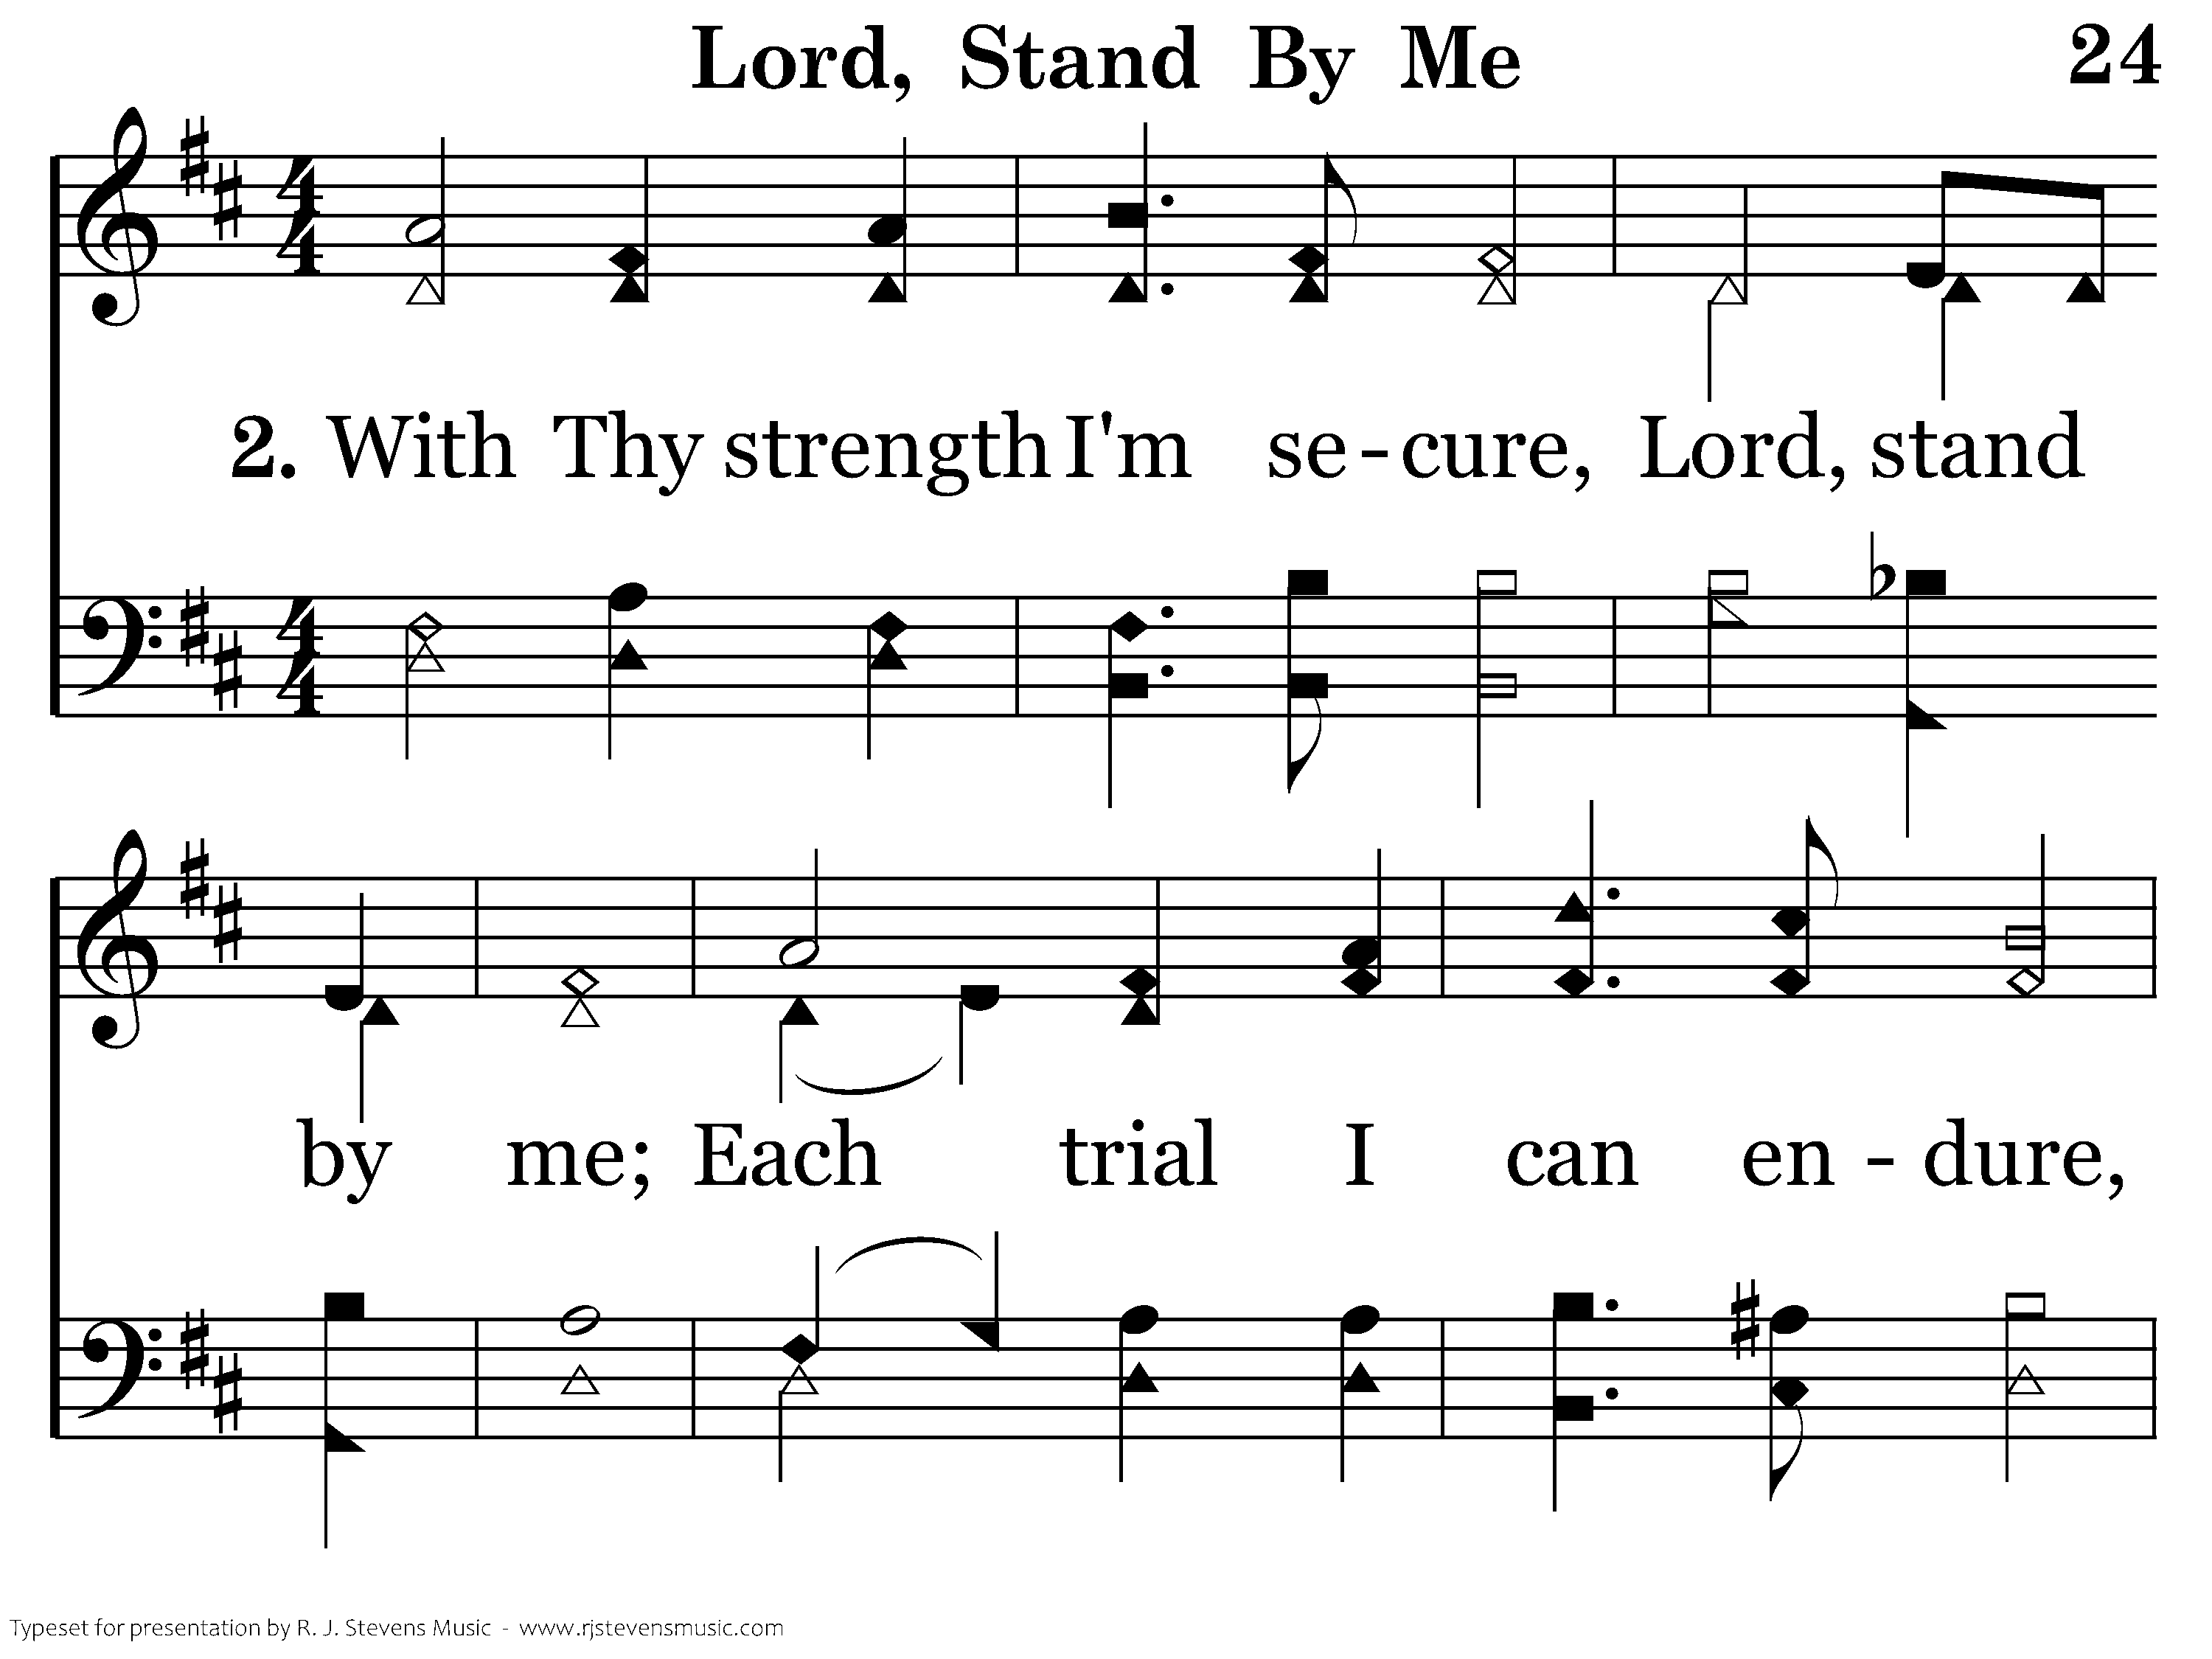 Lord, Stand By Me 24
2. With Thy strength I'm se - cure, Lord, stand
by me; Each trial I can en - dure,
Typeset for presentation by R. J. Stevens Music - www.rjstevensmusic.com